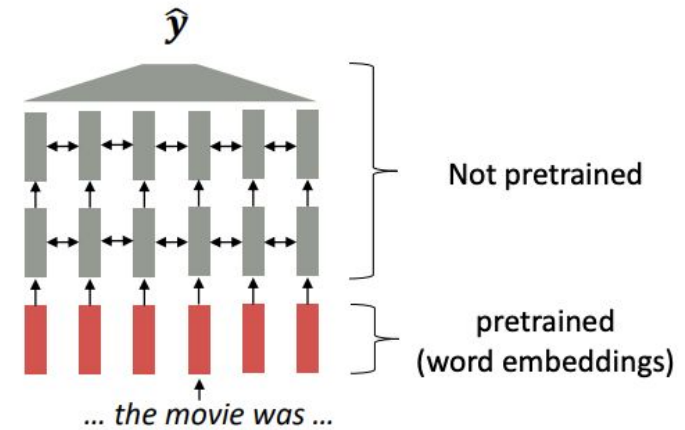 ŷ
Not pretrained
pretrained
(word embeddings)
... the movie was ...